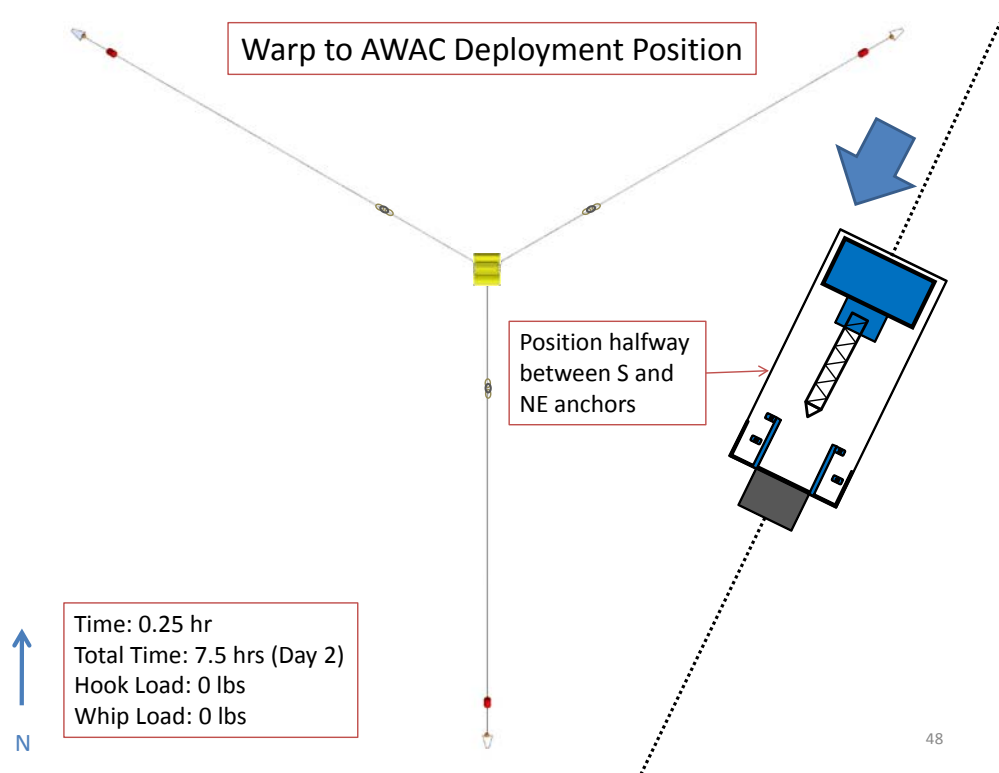 Warp to AWAC Deployment Position
Position halfway
between S and
NE anchors
Time: 0.25 hr
Total Time: 7.5 hrs (Day 2)
Hook Load: 0 lbs
Whip Load: 0 lbs
N
48